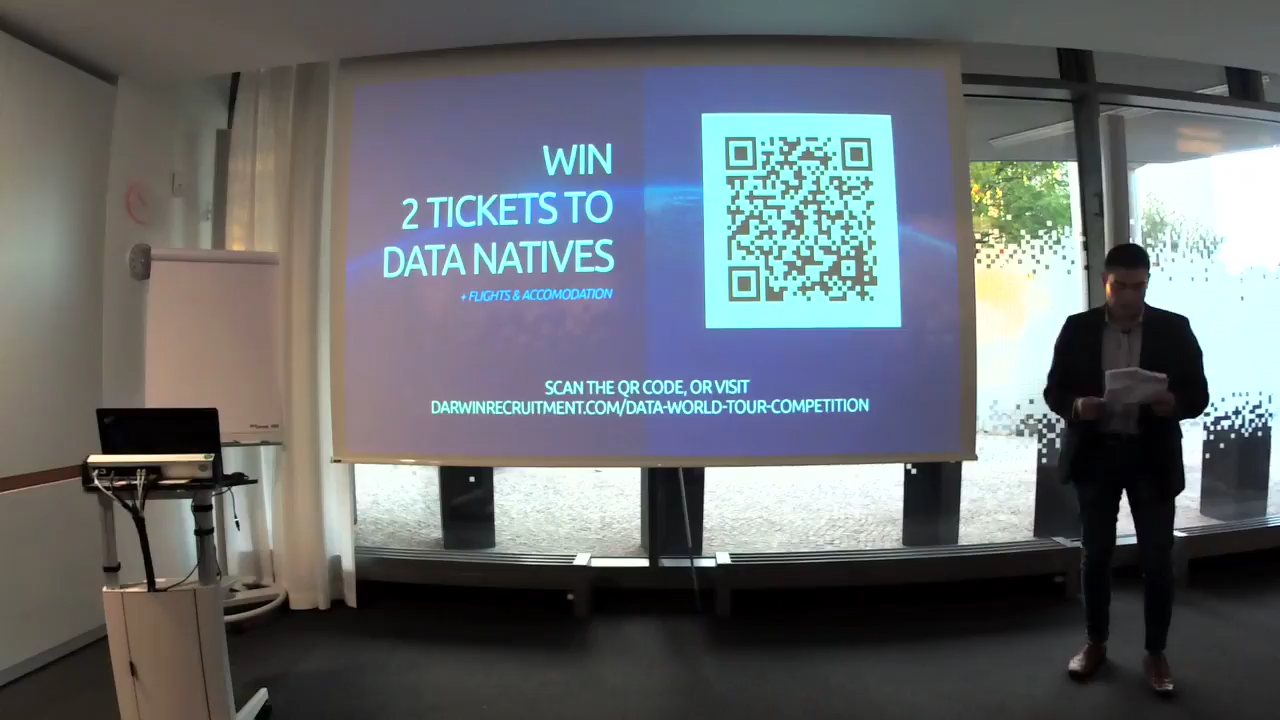 WIN
2 TICKETS TO
DATA NATIVES
+ FLIGHTS & ACCOMODATION
SCAN THE QR CODE, OR VISIT
DARWINRECRUITMENT.COM/DATA-WORLD-TOUR-COMPETITION